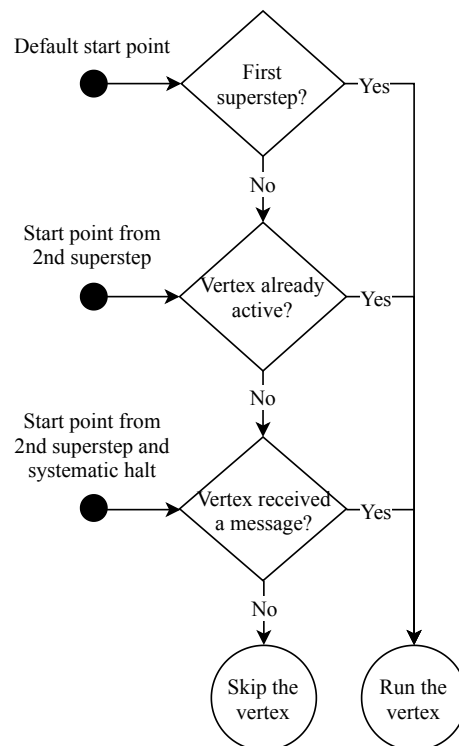 Default start point
First
superstep?
Yes
No
Start point from
2nd superstep
Vertex already
active?
Yes
No
Start point from
2nd superstep and
systematic halt
Vertex received
a message?
Yes
No
Skip the
vertex
Run the
vertex